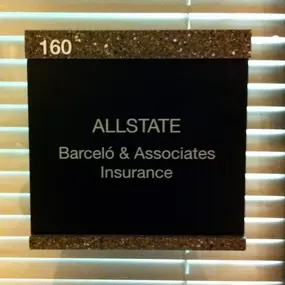 160
ALLSTATE
Barceló & Associates
Insurance